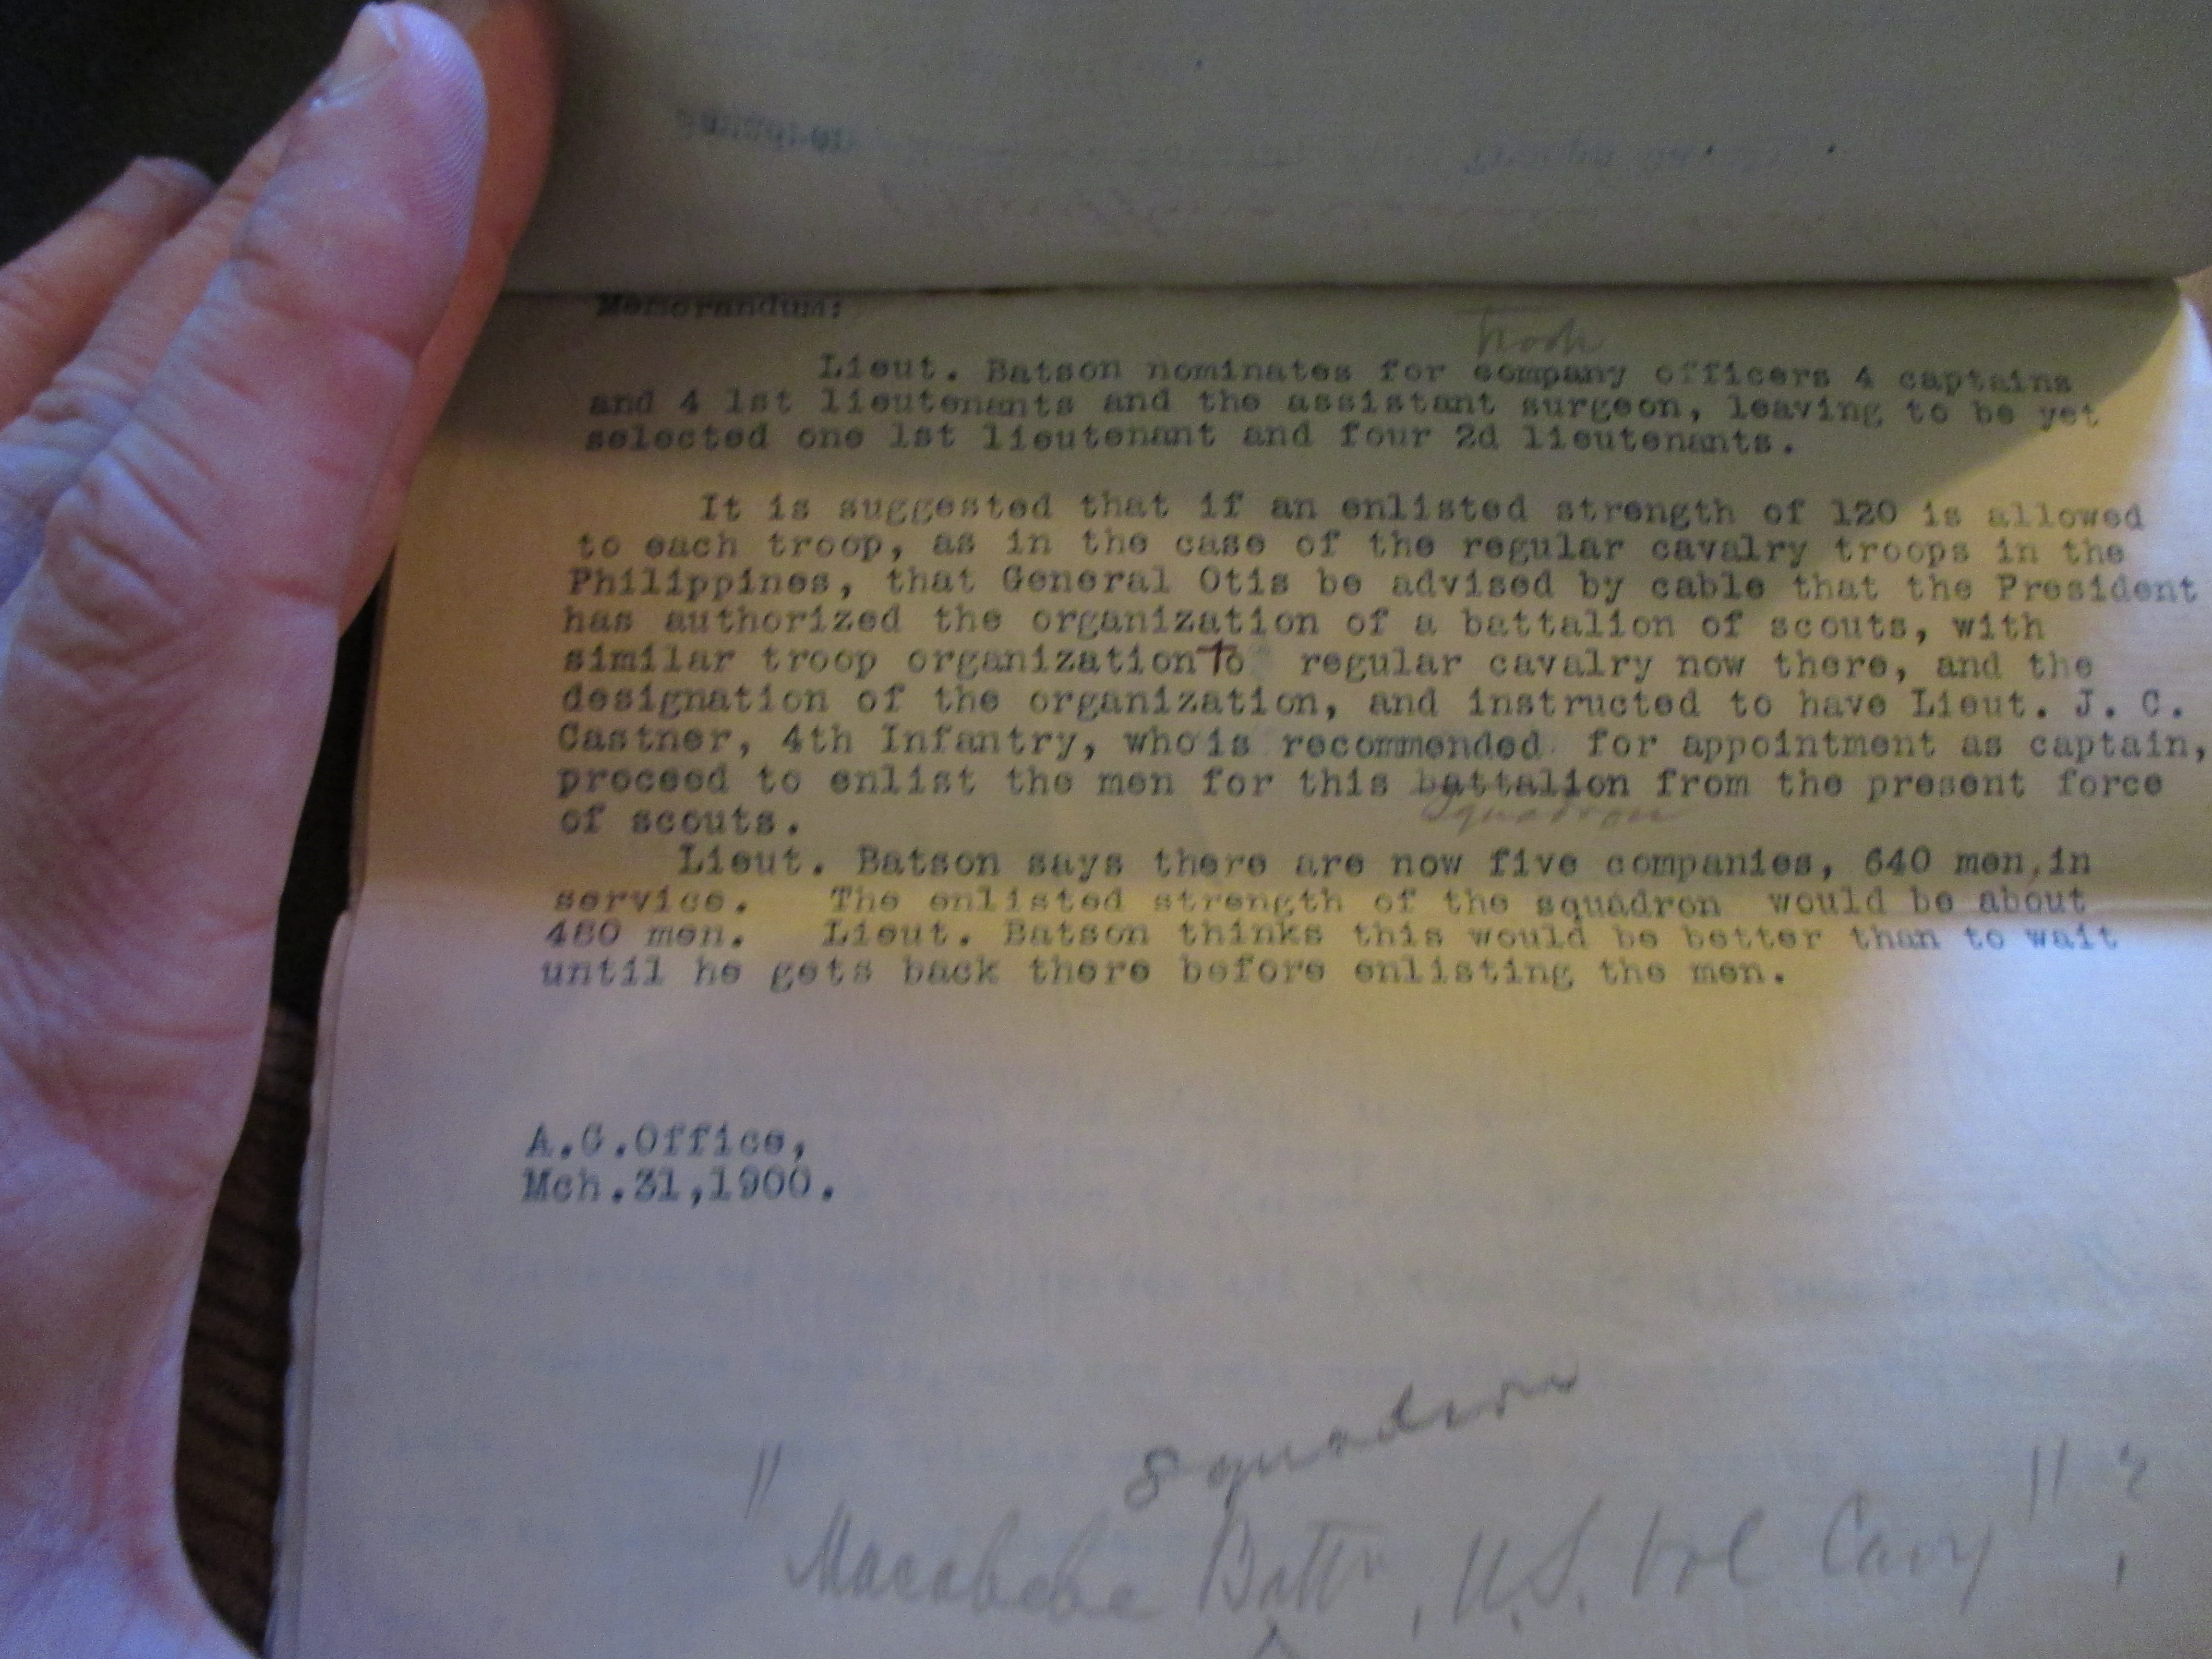 Memorandum:
troop
Lieut. Batson nominates for company officers 4 captains
and 4 1st lieutenants and the assistant surgeon, leaving to be yet
selected one 1st lieutenant and four 2d lieutenants.
It is suggested that if an enlisted strength of 120 is allowed
to each troop, as in the case of the regular cavalry troops in the
Philippines, that General Otis be advised by cable that the President
has authorized the organization of a battalion of scouts, with
similar troop organization to regular cavalry now there, and the
designation of the organization, and instructed to have Lieut. J. C.
Castner, 4th Infantry, who is recommended for appointment as captain,
proceed to enlist the men for this battalion from the present force
squadron
of scouts.
Lieut. Batson says there are now five companies, 640 men, in
service. The enlisted strength of the squadron would be about
480 men. Lieut. Batson thinks this would be better than to wait
until he gets back there before enlisting the men.
A.G.Office,
Mch.31,1900.
Squadron
"Macabebe Battn, U.S. Vol Cavy"?